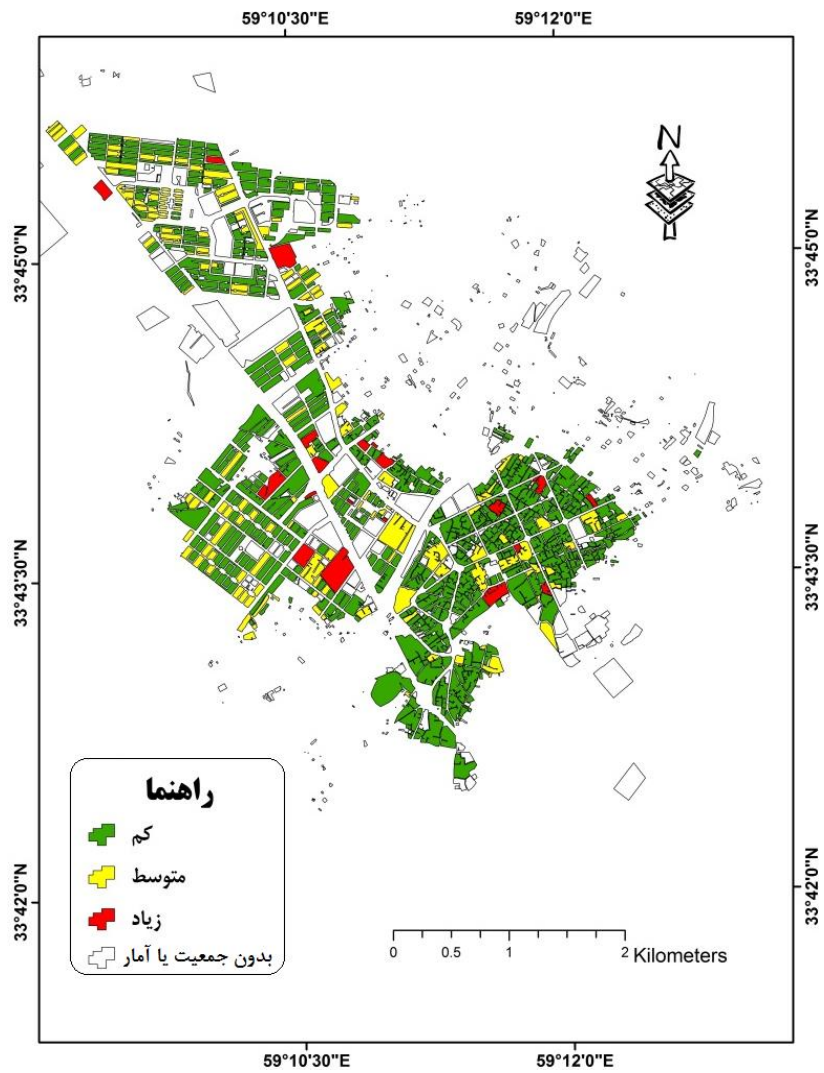 59°10'30"E
59°12'0"E
N
33°45'0"N
33°45'0"N
33°43'30"N
33°43'30"N
33°42'0"N
33°42'0"N
راهنما
کم
متوسط
زیاد
بدون جمعیت یا آمار
0 0.5 1 2 Kilometers
59°10'30"E
59°12'0"E